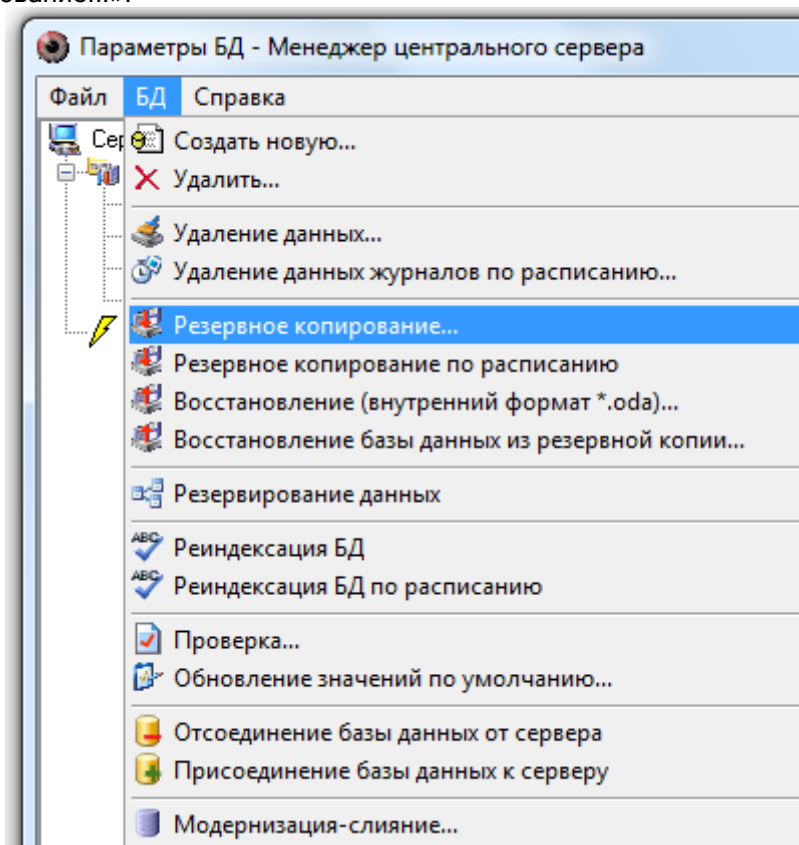 Параметры БД - Менеджер центрального сервера
Файл БД Справка
Создать новую...
Удалить...
Удаление данных...
Удаление данных журналов по расписанию...
Резервное копирование...
Резервное копирование по расписанию
Восстановление (внутренний формат *.oda)...
Восстановление базы данных из резервной копии...
Резервирование данных
Реиндексация БД
Реиндексация БД по расписанию
Проверка...
Обновление значений по умолчанию...
Отсоединение базы данных от сервера
Присоединение базы данных к серверу
Модернизация-слияние...